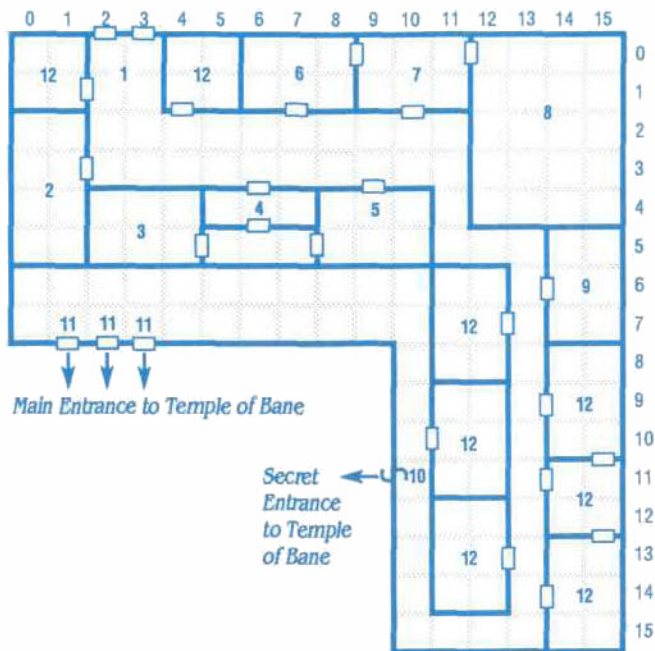 0 1 2 3 4 5 6 7 8 9 10 11 12 13 14 15
0
12 1 12 6 7 1
8
2
3
2
4 4
3 5
5
6
9
12
7
11 11 11
8
Main Entrance to Temple of Bane
12 9
12
10
Secret 10 11
Entrance 12
to Temple 12
of Bane 12 13
12 14
15